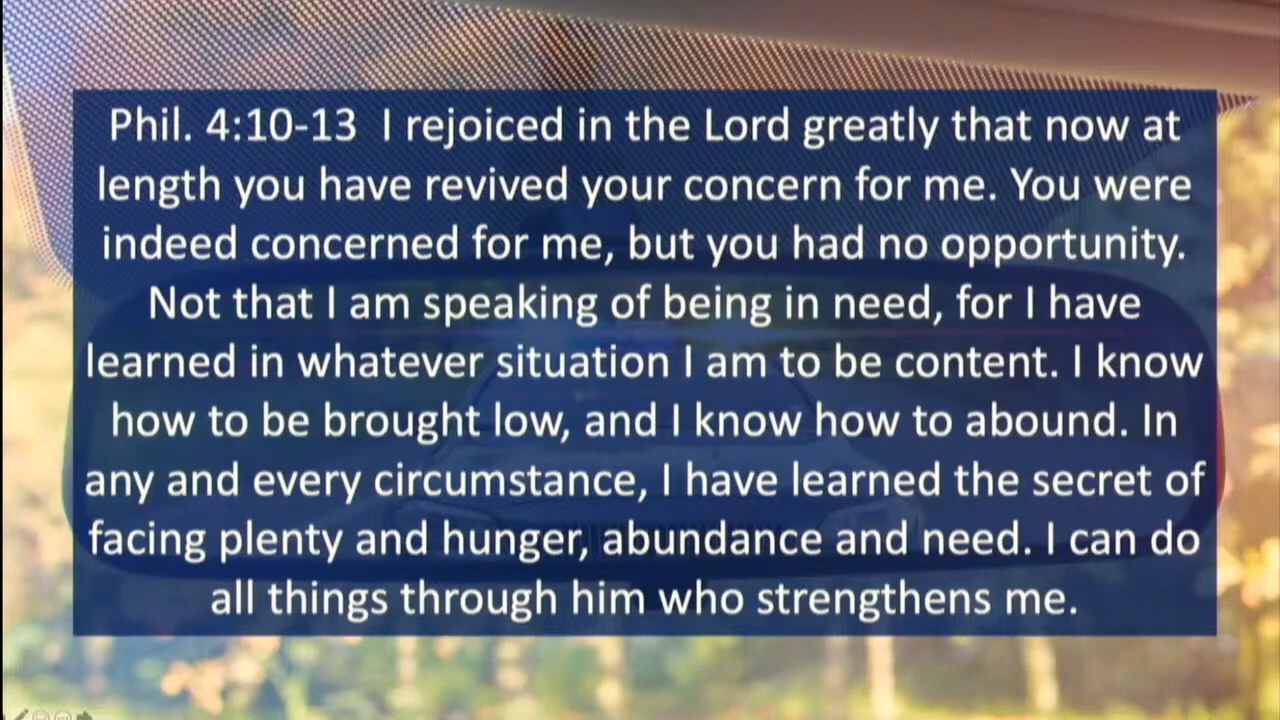 Phil. 4:10-13 I rejoiced in the Lord greatly that now at
length you have revived your concern for me. You were
indeed concerned for me, but you had no opportunity.
Not that I am speaking of being in need, for I have
learned in whatever situation I am to be content. I know
how to be brought low, and I know how to abound. In
any and every circumstance, I have learned the secret of
facing plenty and hunger, abundance and need. I can do
all things through him who strengthens me.